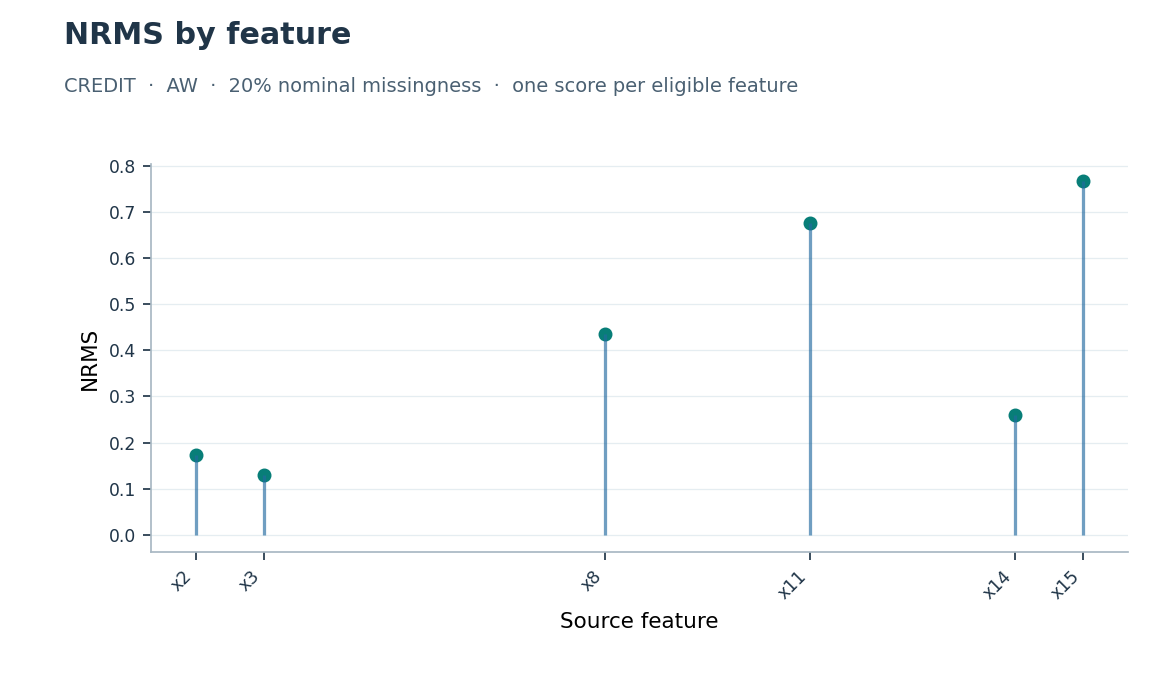 NRMS by feature
CREDIT · AW · 20% nominal missingness · one score per eligible feature
0.8
0.7
0.6
0.5
0.4
0.3
0.2
0.1
0.0
NRMS
x2 x3 x8 x11 x14 x15
Source feature